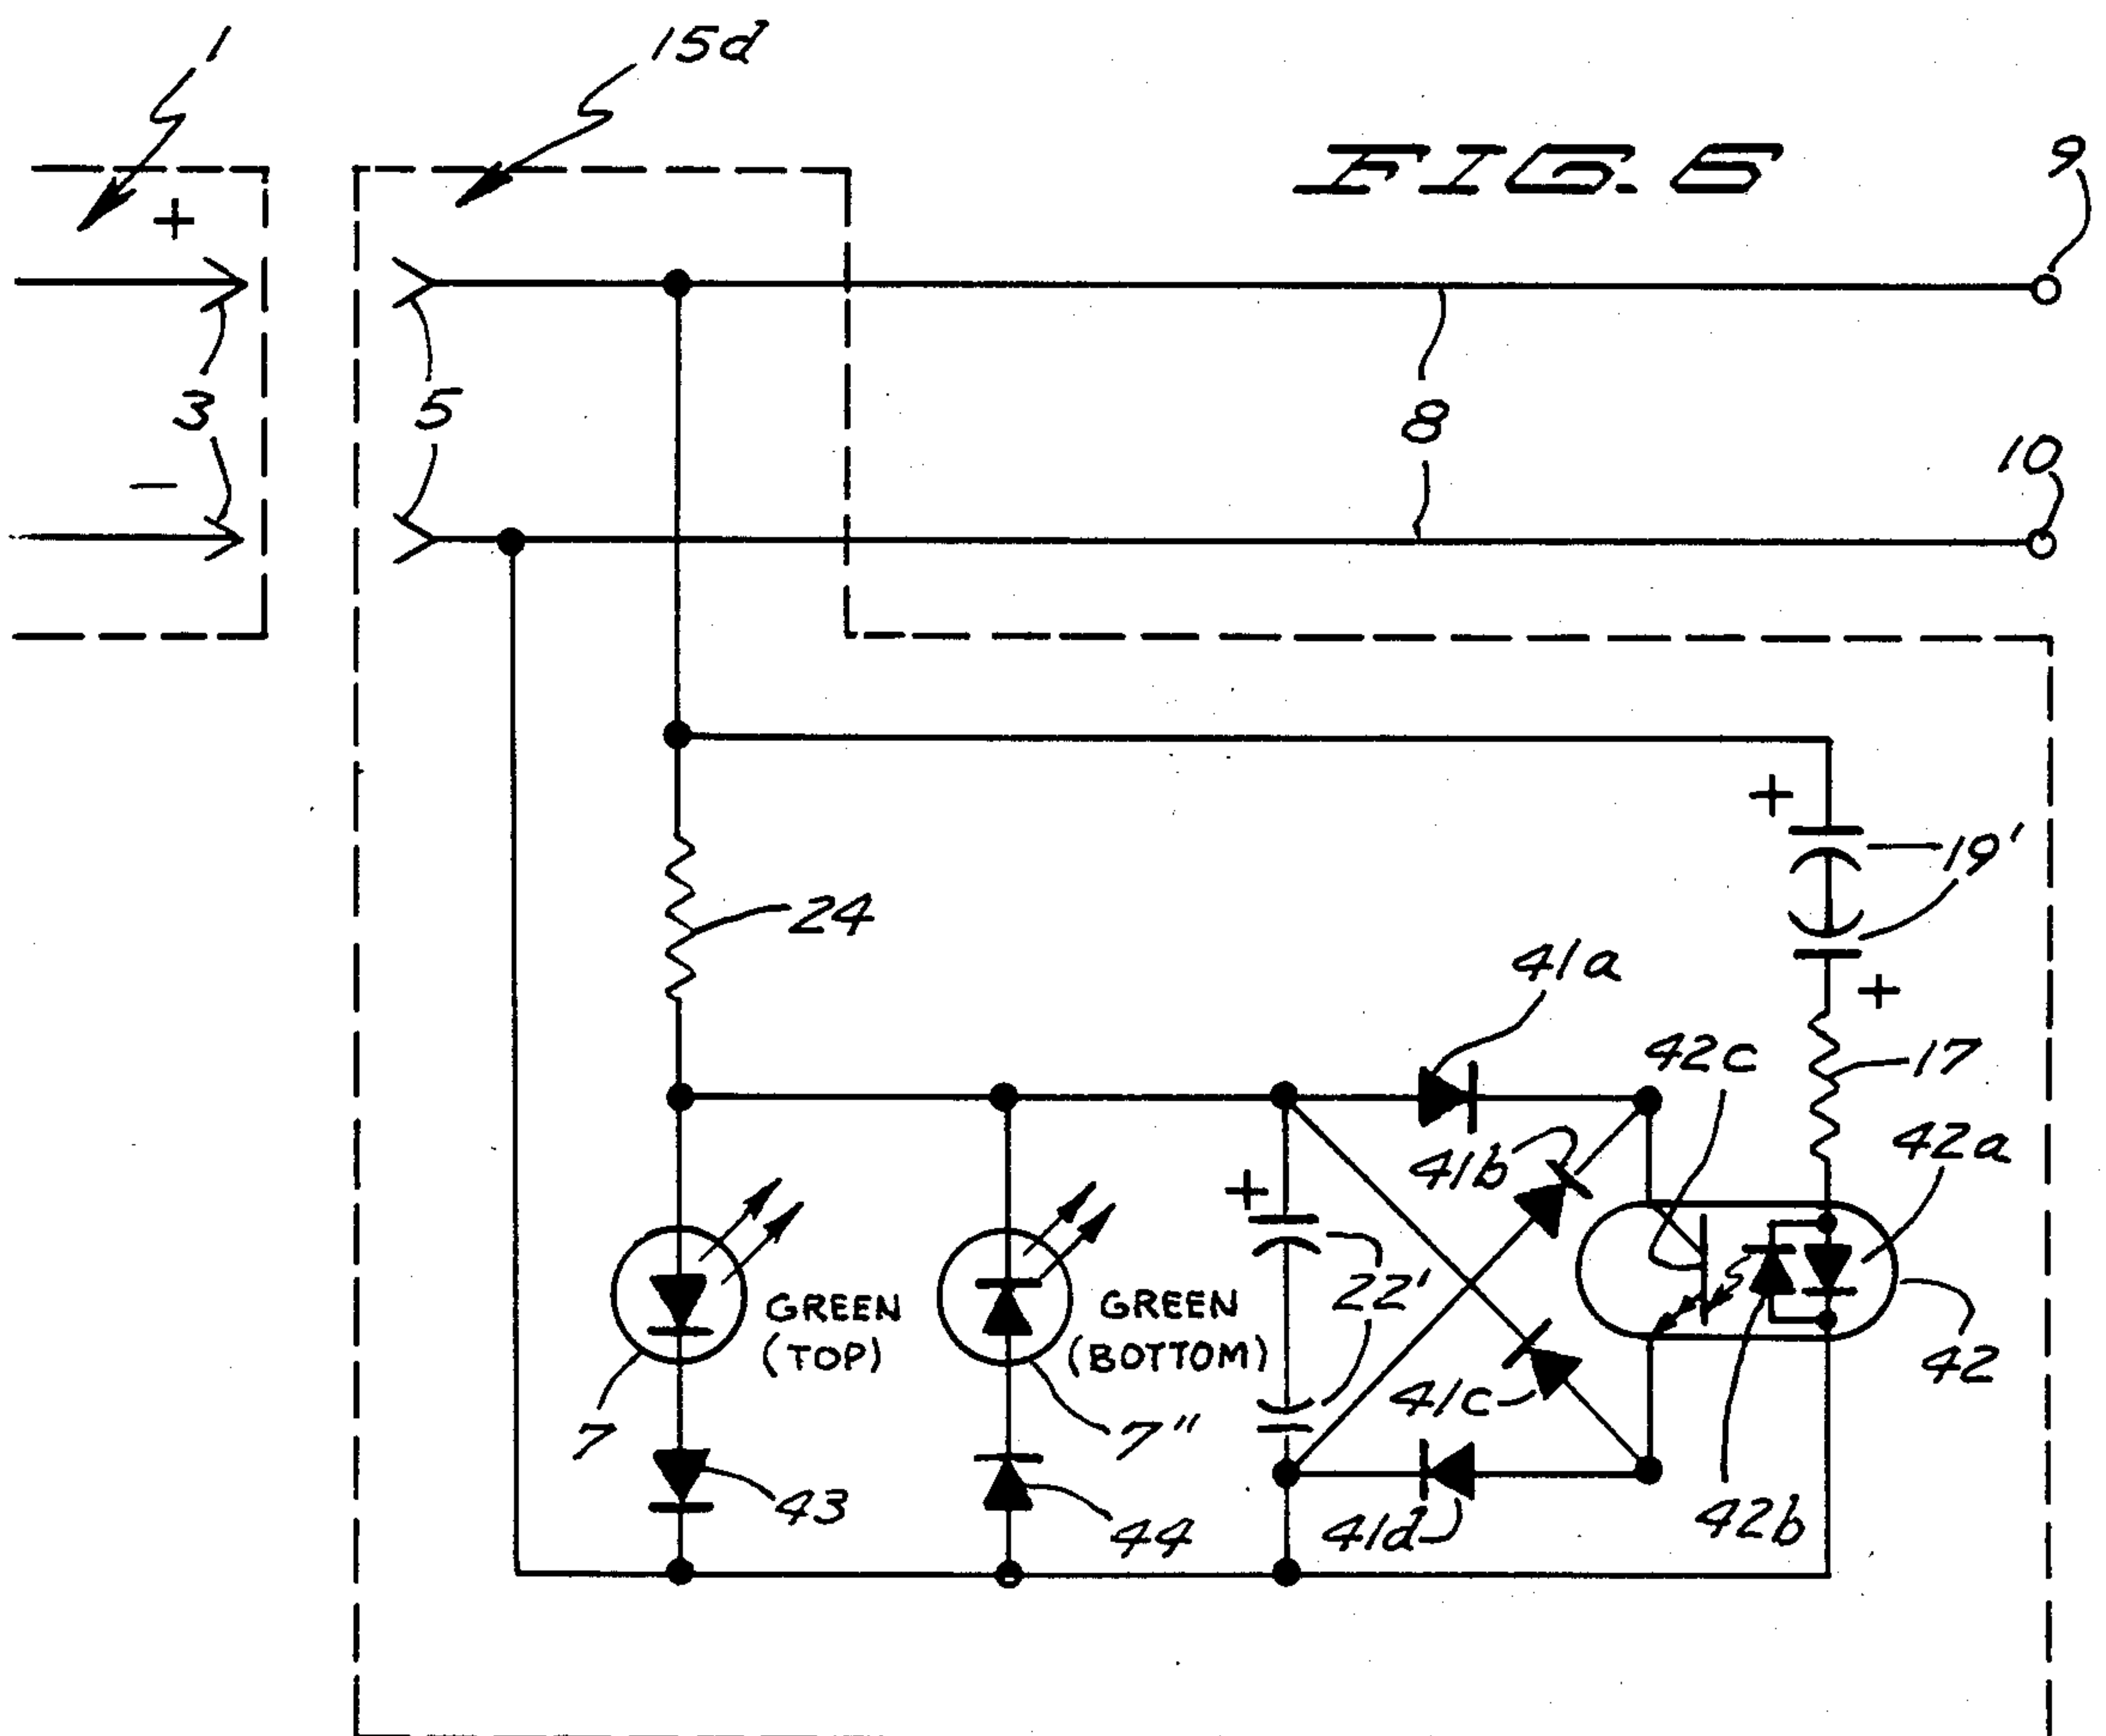 1
15d
FIG. 6
9
+
3
5
8
10
-
+
19'
24
+
41a
42c
17
41b
42a
+
GREEN
(TOP)
GREEN
(BOTTOM)
22'
42
7
7"
41c
43
44
41d
42b